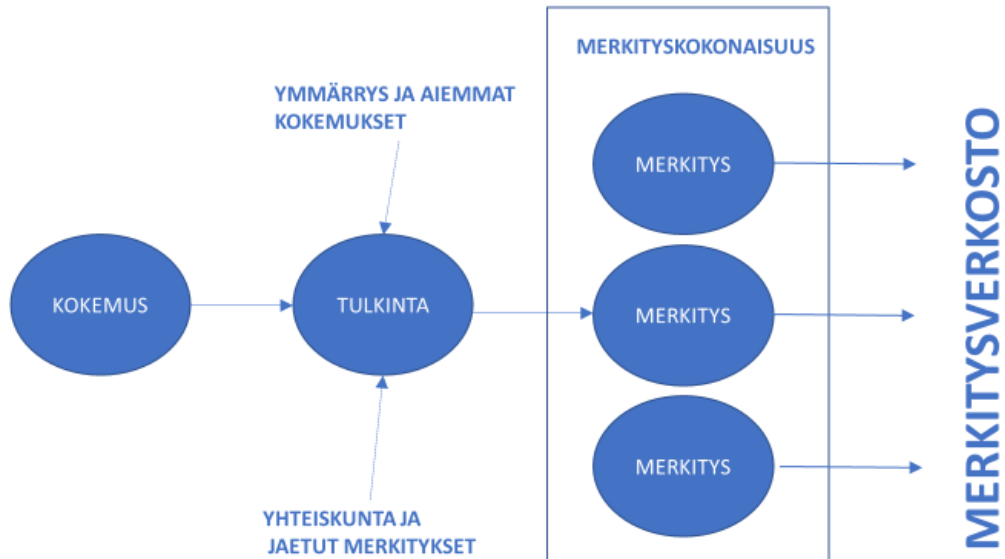 MERKITYSKOKONAISUUS
YMMÄRRYS JA AIEMMAT
KOKEMUKSET
MERKITYS
KOKEMUS
TULKINTA
MERKITYS
MERKITYS
YHTEISKUNTA JA
JAETUT MERKITYKSET
MERKITYSVERKOSTO